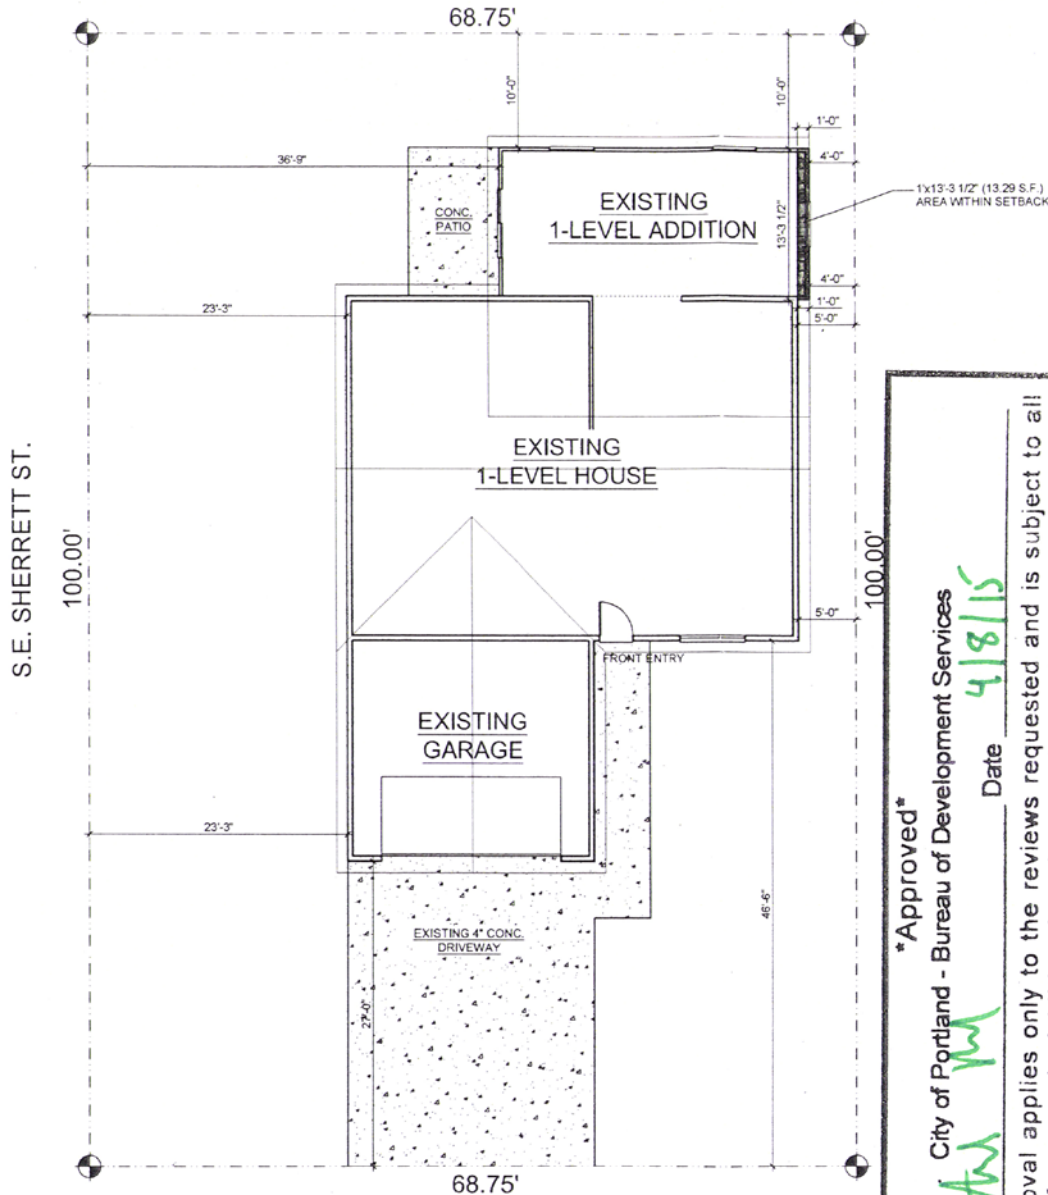 68.75'
10'-0"
10'-0"
1'-0"
36'-9"
4'-0"
1'x13'-3 1/2" (13.29 S.F.)
AREA WITHIN SETBACK
EXISTING
1-LEVEL ADDITION
CONC.
PATIO
13'-3 1/2"
4'-0"
1'-0"
23'-3"
5'-0"
EXISTING
1-LEVEL HOUSE
S.E. SHERRETT ST.
100.00'
100.00'
5'-0"
FRONT ENTRY
EXISTING
GARAGE
23'-3"
46'-6"
EXISTING 4" CONC.
DRIVEWAY
27'-0"
68.75'
*Approved*
City of Portland - Bureau of Development Services
Date 4/8/15
applies only to the reviews requested and is subject to all